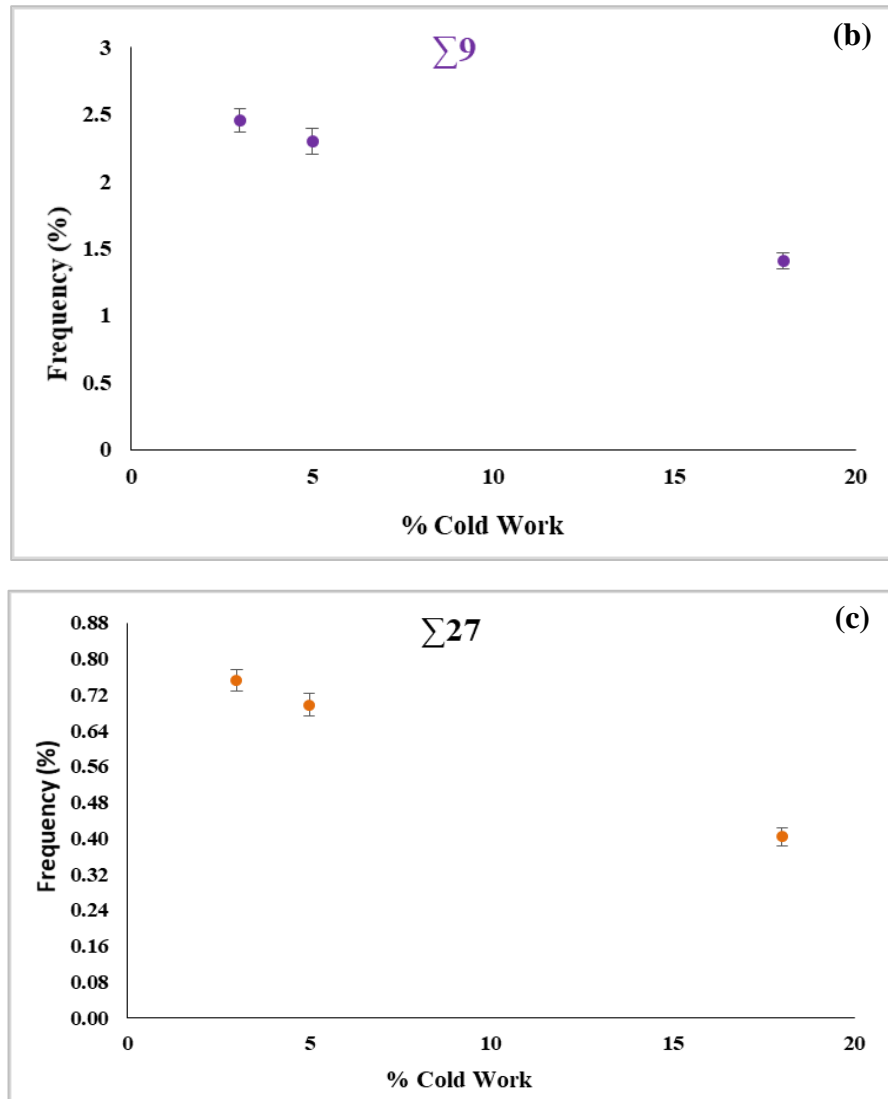 ∑9
(b)
3
2.5
2
1.5
1
0.5
0
Frequency (%)
0 5 10 15 20
% Cold Work
∑27
(c)
0.88
0.80
0.72
0.64
0.56
0.48
0.40
0.32
0.24
0.16
0.08
0.00
Frequency (%)
0 5 10 15 20
% Cold Work